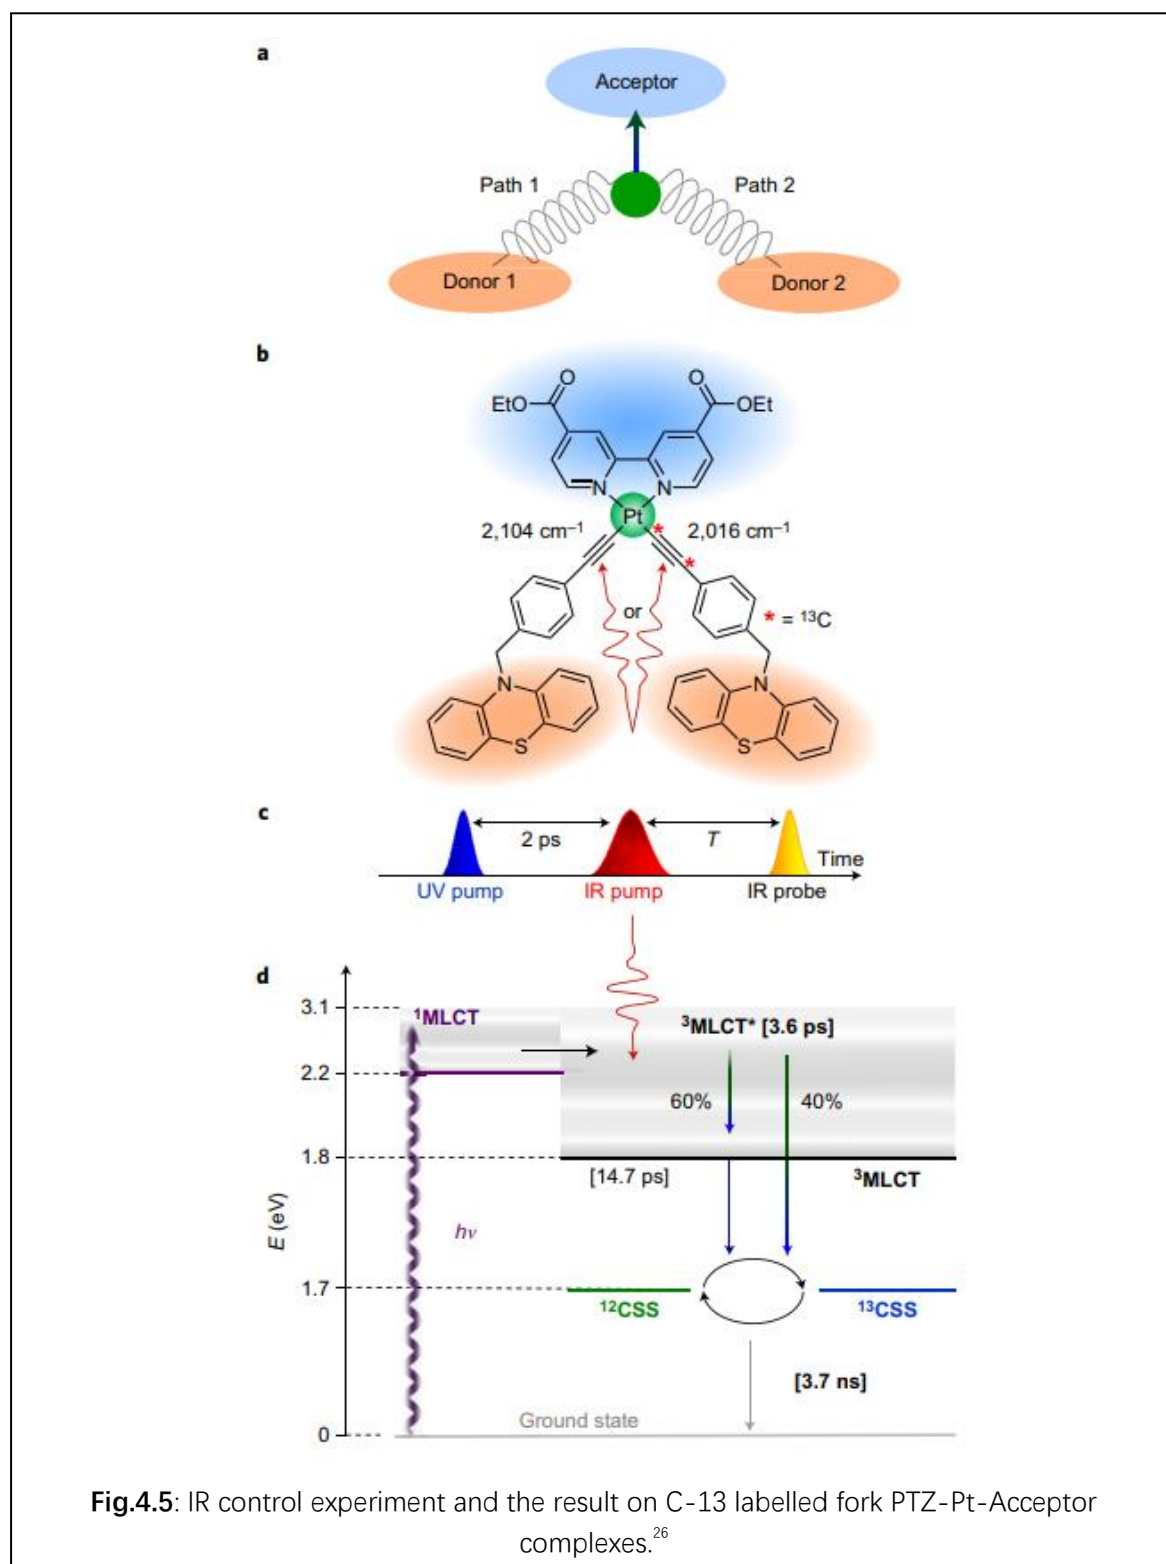 a
Acceptor
Path 1
Path 2
Donor 1
Donor 2
b
O
O
EtO
OEt
N
N
Pt
2,104 cm⁻¹
* 2,016 cm⁻¹
*
or
* = ¹³C
N
N
S
S
c
2 ps
T
Time
UV pump
IR pump
IR probe
d
3.1
¹MLCT
³MLCT* [3.6 ps]
2.2
60%
40%
1.8
[14.7 ps]
³MLCT
E (eV)
hν
1.7
¹²CSS
¹³CSS
[3.7 ns]
Ground state
0
Fig.4.5: IR control experiment and the result on C-13 labelled fork PTZ-Pt-Acceptor
complexes.²⁶